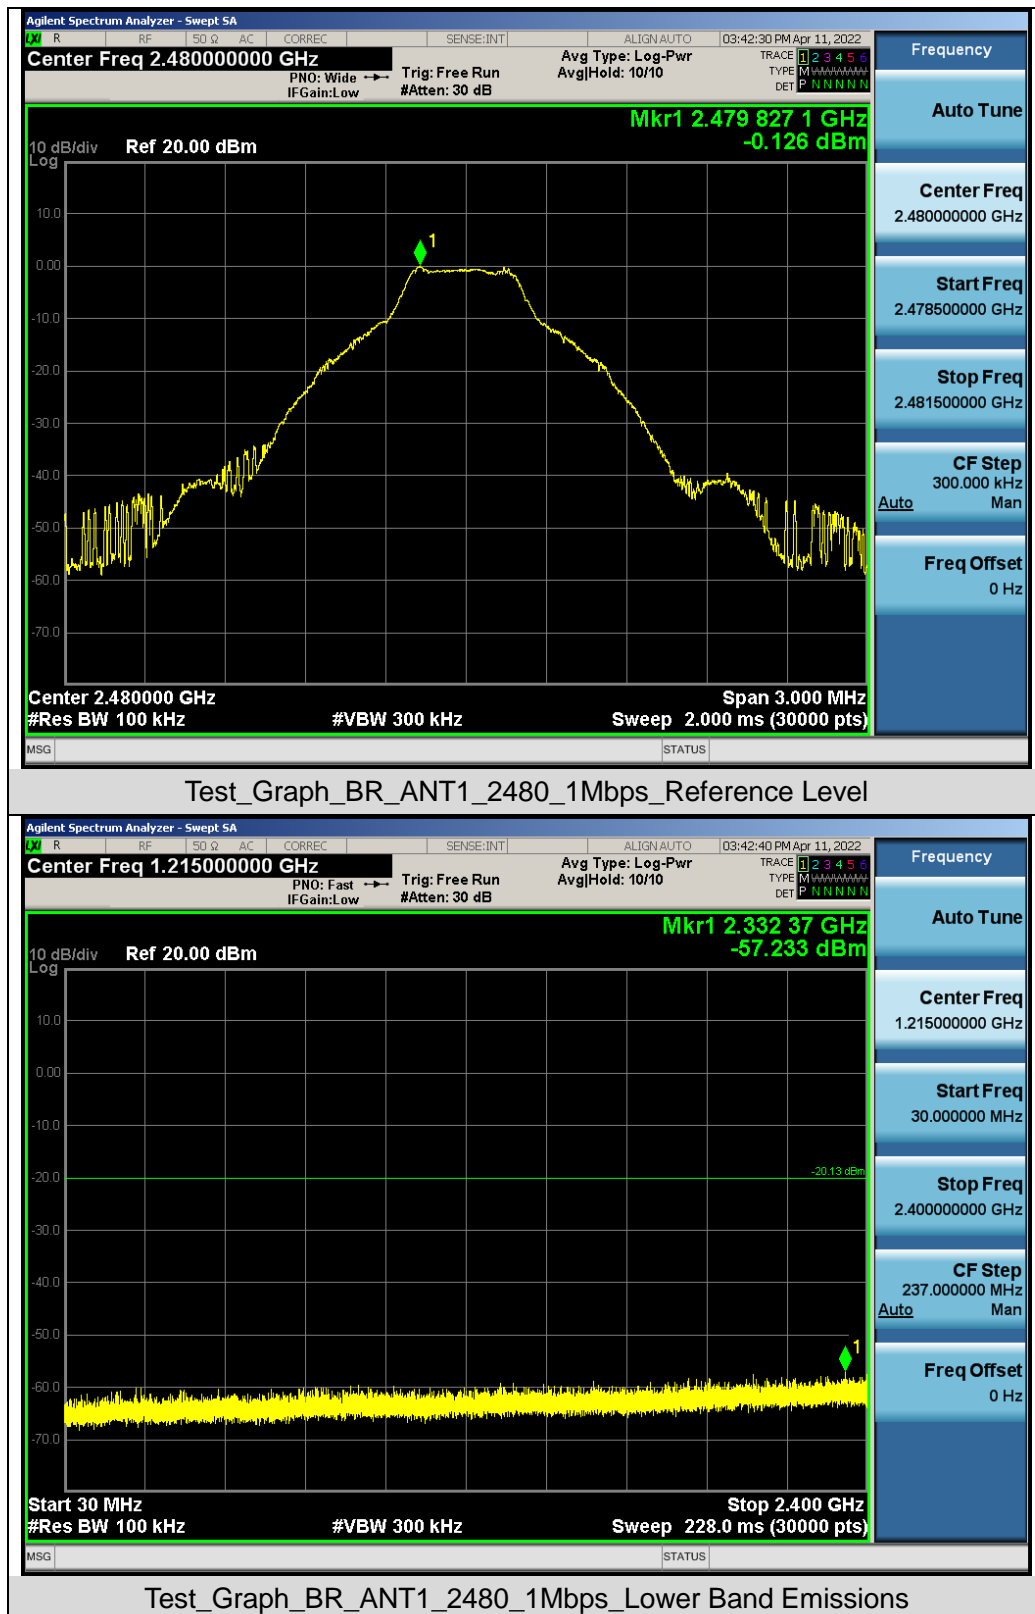 Agilent Spectrum Analyzer - Swept SA
LXI R RF 50 Ω AC CORREC SENSE:INT ALIGN AUTO 03:42:30 PM Apr 11, 2022
Center Freq 2.480000000 GHz
PNO: Wide
IFGain:Low
Trig: Free Run
#Atten: 30 dB
Avg Type: Log-Pwr
Avg|Hold: 10/10
TRACE 1 2 3 4 5 6
TYPE M
DET P N N N N N
Mkr1 2.479 827 1 GHz
-0.126 dBm
10 dB/div Ref 20.00 dBm
Log
10.0
0.00
-10.0
-20.0
-30.0
-40.0
-50.0
-60.0
-70.0
1
Center 2.480000 GHz Span 3.000 MHz
#Res BW 100 kHz #VBW 300 kHz Sweep 2.000 ms (30000 pts)
MSG STATUS
Frequency
Auto Tune
Center Freq
2.480000000 GHz
Start Freq
2.478500000 GHz
Stop Freq
2.481500000 GHz
CF Step
300.000 kHz
Auto Man
Freq Offset
0 Hz
Test_Graph_BR_ANT1_2480_1Mbps_Reference Level
Agilent Spectrum Analyzer - Swept SA
LXI R RF 50 Ω AC CORREC SENSE:INT ALIGN AUTO 03:42:40 PM Apr 11, 2022
Center Freq 1.215000000 GHz
PNO: Fast
IFGain:Low
Trig: Free Run
#Atten: 30 dB
Avg Type: Log-Pwr
Avg|Hold: 10/10
TRACE 1 2 3 4 5 6
TYPE M
DET P N N N N N
Mkr1 2.332 37 GHz
-57.233 dBm
10 dB/div Ref 20.00 dBm
Log
10.0
0.00
-10.0
-20.0
-30.0
-40.0
-50.0
-60.0
-70.0
-20.13 dBm
1
Start 30 MHz Stop 2.400 GHz
#Res BW 100 kHz #VBW 300 kHz Sweep 228.0 ms (30000 pts)
MSG STATUS
Frequency
Auto Tune
Center Freq
1.215000000 GHz
Start Freq
30.000000 MHz
Stop Freq
2.400000000 GHz
CF Step
237.000000 MHz
Auto Man
Freq Offset
0 Hz
Test_Graph_BR_ANT1_2480_1Mbps_Lower Band Emissions